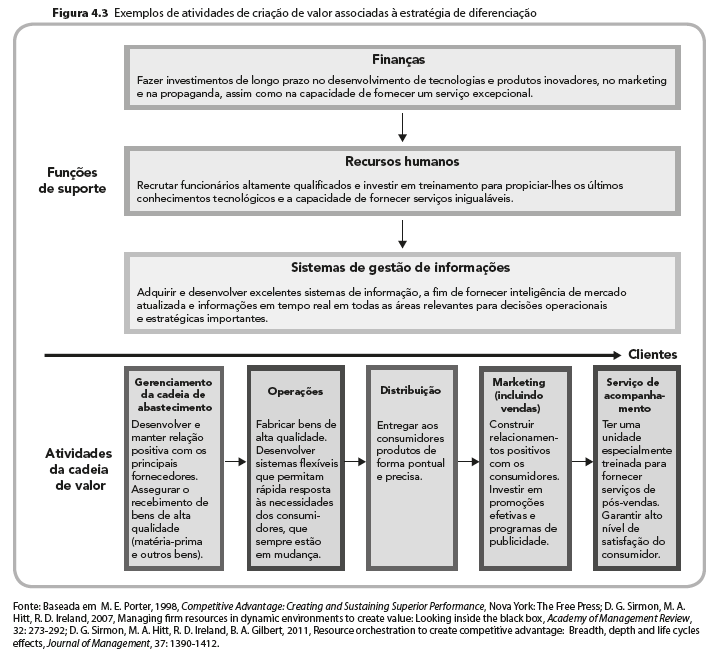 Figura 4.3 Exemplos de atividades de criação de valor associadas à estratégia de diferenciação
Finanças
Fazer investimentos de longo prazo no desenvolvimento de tecnologias e produtos inovadores, no marketing
e na propaganda, assim como na capacidade de fornecer um serviço excepcional.
Funções
de suporte
Recursos humanos
Recrutar funcionários altamente qualificados e investir em treinamento para propiciar-lhes os últimos
conhecimentos tecnológicos e a capacidade de fornecer serviços inigualáveis.
Sistemas de gestão de informações
Adquirir e desenvolver excelentes sistemas de informação, a fim de fornecer inteligência de mercado
atualizada e informações em tempo real em todas as áreas relevantes para decisões operacionais
e estratégicas importantes.
Clientes
Atividades
da cadeia
de valor
Gerenciamento
da cadeia de
abastecimento
Desenvolver e
manter relação
positiva com os
principais
fornecedores.
Assegurar o
recebimento de
bens de alta
qualidade
(matéria-prima
e outros bens).
Operações
Fabricar bens de
alta qualidade.
Desenvolver
sistemas flexíveis
que permitam
rápida resposta
às necessidades
dos consumi-
dores, que
sempre estão
em mudança.
Distribuição
Entregar aos
consumidores
produtos de
forma pontual
e precisa.
Marketing
(incluindo
vendas)
Construir
relacionamen-
tos positivos
com os
consumidores.
Investir em
promoções
efetivas e
programas de
publicidade.
Serviço de
acompanha-
mento
Ter uma
unidade
especialmente
treinada para
fornecer
serviços de
pós-vendas.
Garantir alto
nível de
satisfação do
consumidor.
Fonte: Baseada em M. E. Porter, 1998, Competitive Advantage: Creating and Sustaining Superior Performance, Nova York: The Free Press; D. G. Sirmon, M. A.
Hitt, R. D. Ireland, 2007, Managing firm resources in dynamic environments to create value: Looking inside the black box, Academy of Management Review,
32: 273-292; D. G. Sirmon, M. A. Hitt, R. D. Ireland, B. A. Gilbert, 2011, Resource orchestration to create competitive advantage: Breadth, depth and life cycles
effects, Journal of Management, 37: 1390-1412.